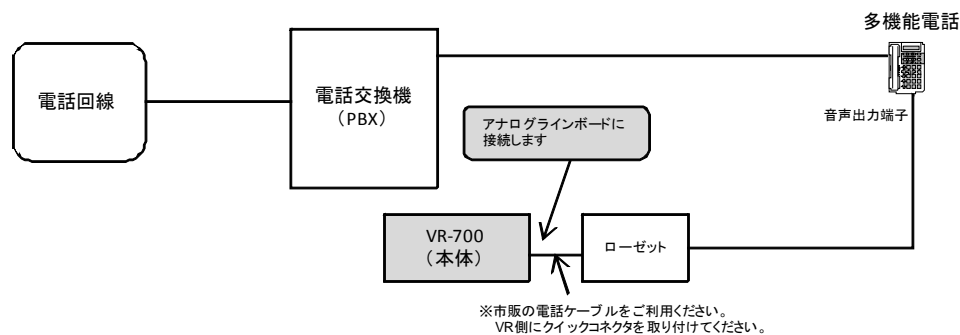 多機能電話
電話回線
電話交換機
（PBX）
音声出力端子
アナログラインボードに
接続します
VR-700
（本体）
ローゼット
※市販の電話ケーブルをご利用ください。
VR側にクイックコネクタを取り付けてください。